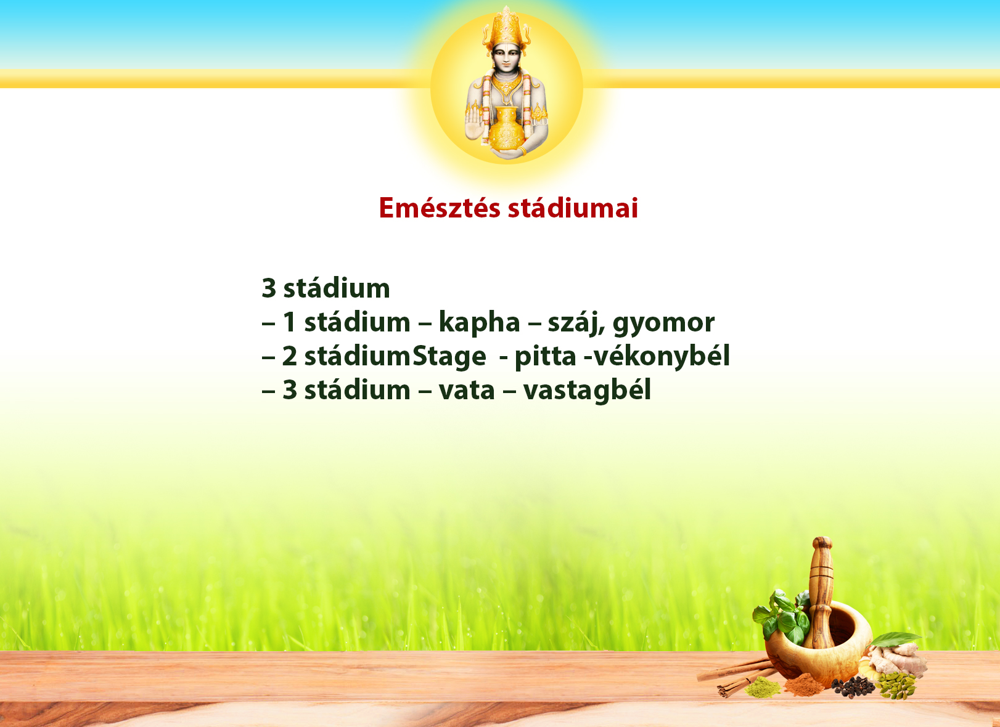 Emésztés stádiumai
3 stádium
– 1 stádium – kapha – száj, gyomor
– 2 stádiumStage  - pitta -vékonybél
– 3 stádium – vata – vastagbél